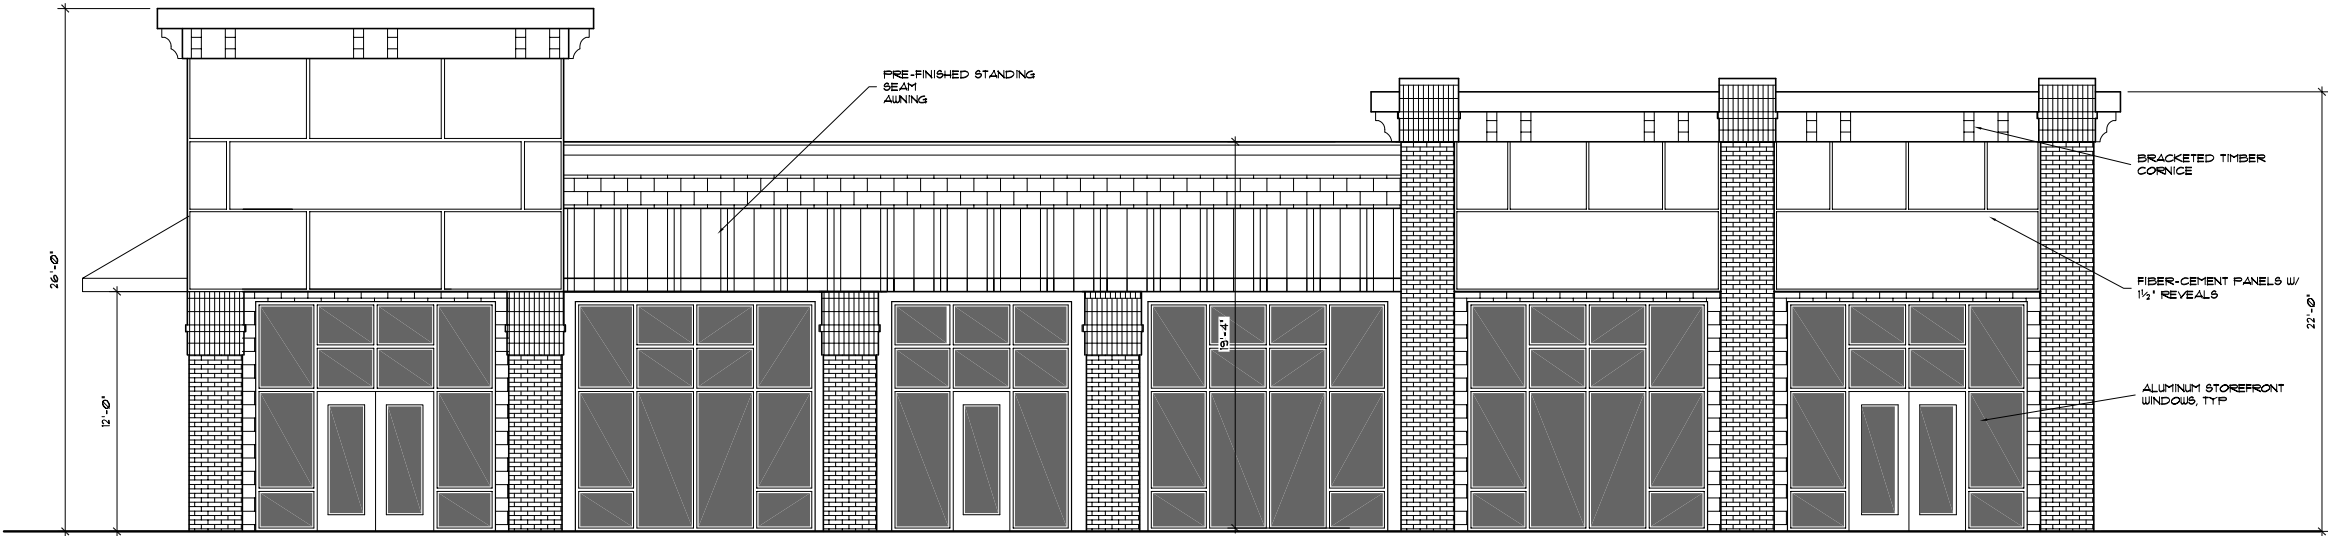 PRE-FINISHED STANDING
SEAM
AWNING
BRACKETED TIMBER
CORNICE
26'-0"
FIBER-CEMENT PANELS W/
1½" REVEALS
22'-0"
19'-4"
12'-0"
ALUMINUM STOREFRONT
WINDOWS, TYP